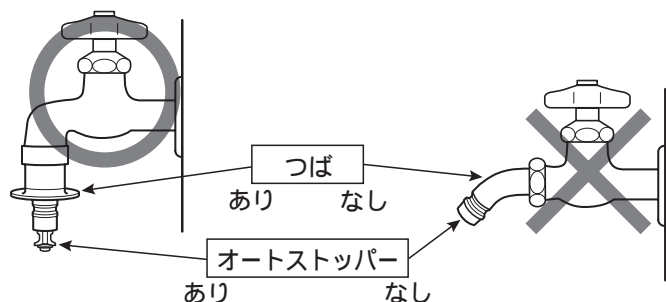 つば
あり なし
オートストッパー
あり なし